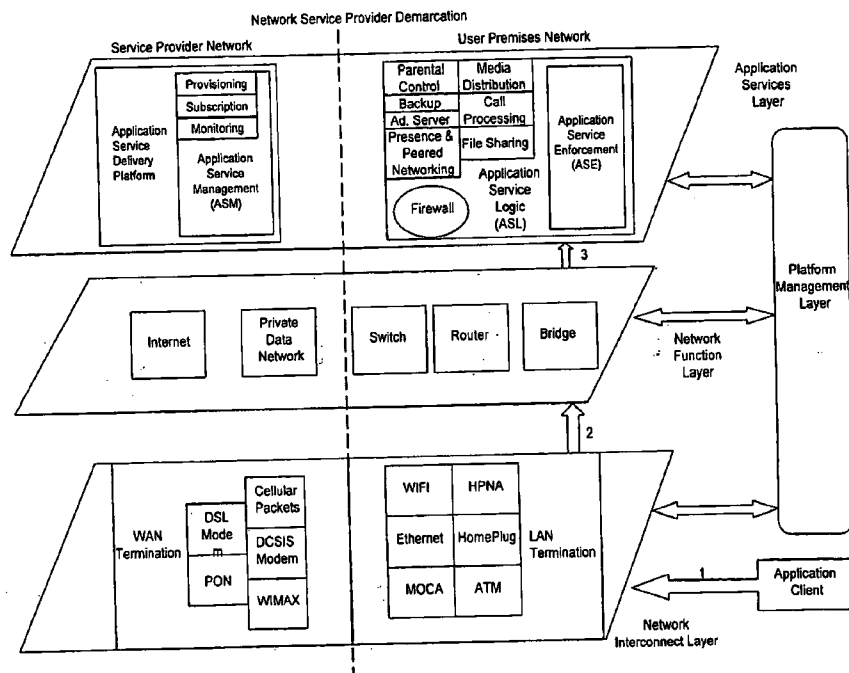 Network Service Provider Demarcation
Service Provider Network
User Premises Network
Provisioning
Subscription
Monitoring
Application
Service
Delivery
Platform
Application
Service
Management
(ASM)
Parental
Control
Media
Distribution
Backup
Ad. Server
Call
Processing
Presence &
Peered
Networking
File Sharing
Firewall
Application
Service
Logic
(ASL)
Application
Service
Enforcement
(ASE)
Application
Services
Layer
3
Internet
Private
Data
Network
Switch
Router
Bridge
Network
Function
Layer
Platform
Management
Layer
2
WAN
Termination
DSL
Mode
m
PON
Cellular
Packets
DCSIS
Modem
WIMAX
WIFI
HPNA
Ethernet
HomePlug
MOCA
ATM
LAN
Termination
1
Application
Client
Network
Interconnect Layer